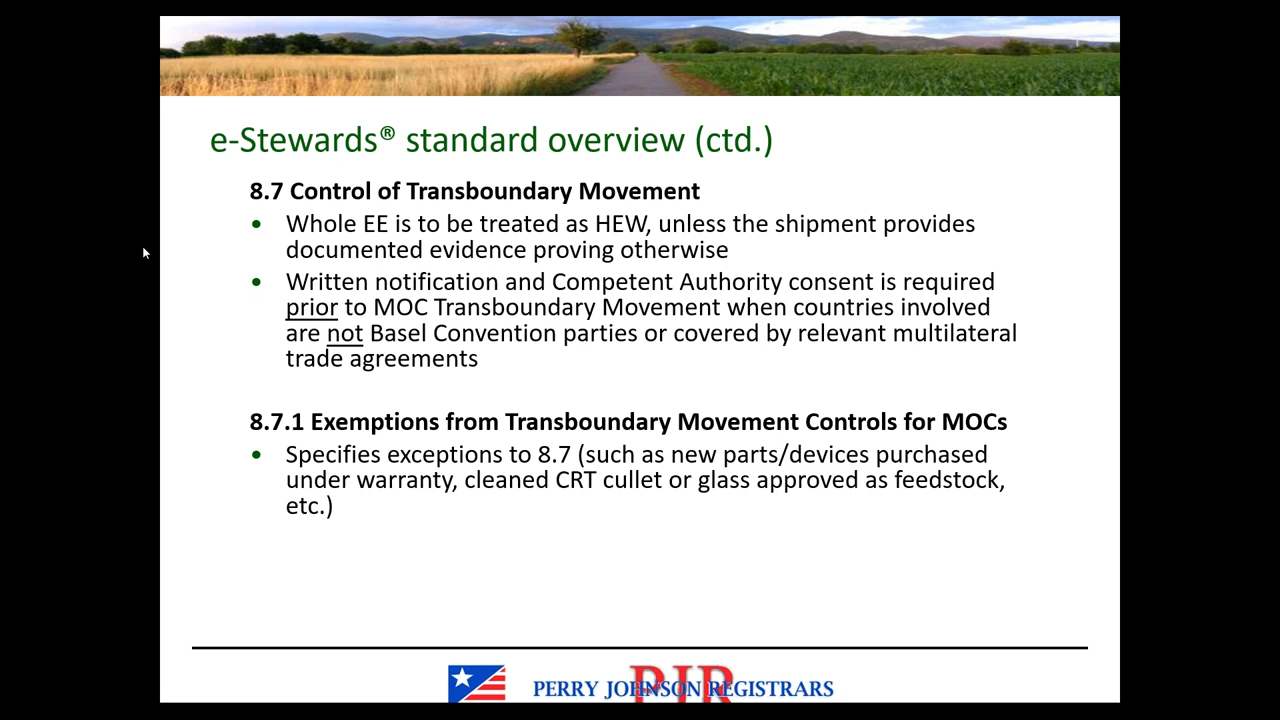 e-Stewards® standard overview (ctd.)
8.7 Control of Transboundary Movement
• Whole EE is to be treated as HEW, unless the shipment provides
documented evidence proving otherwise
• Written notification and Competent Authority consent is required
prior to MOC Transboundary Movement when countries involved
are not Basel Convention parties or covered by relevant multilateral
trade agreements
8.7.1 Exemptions from Transboundary Movement Controls for MOCs
• Specifies exceptions to 8.7 (such as new parts/devices purchased
under warranty, cleaned CRT cullet or glass approved as feedstock,
etc.)
PJR
PERRY JOHNSON REGISTRARS